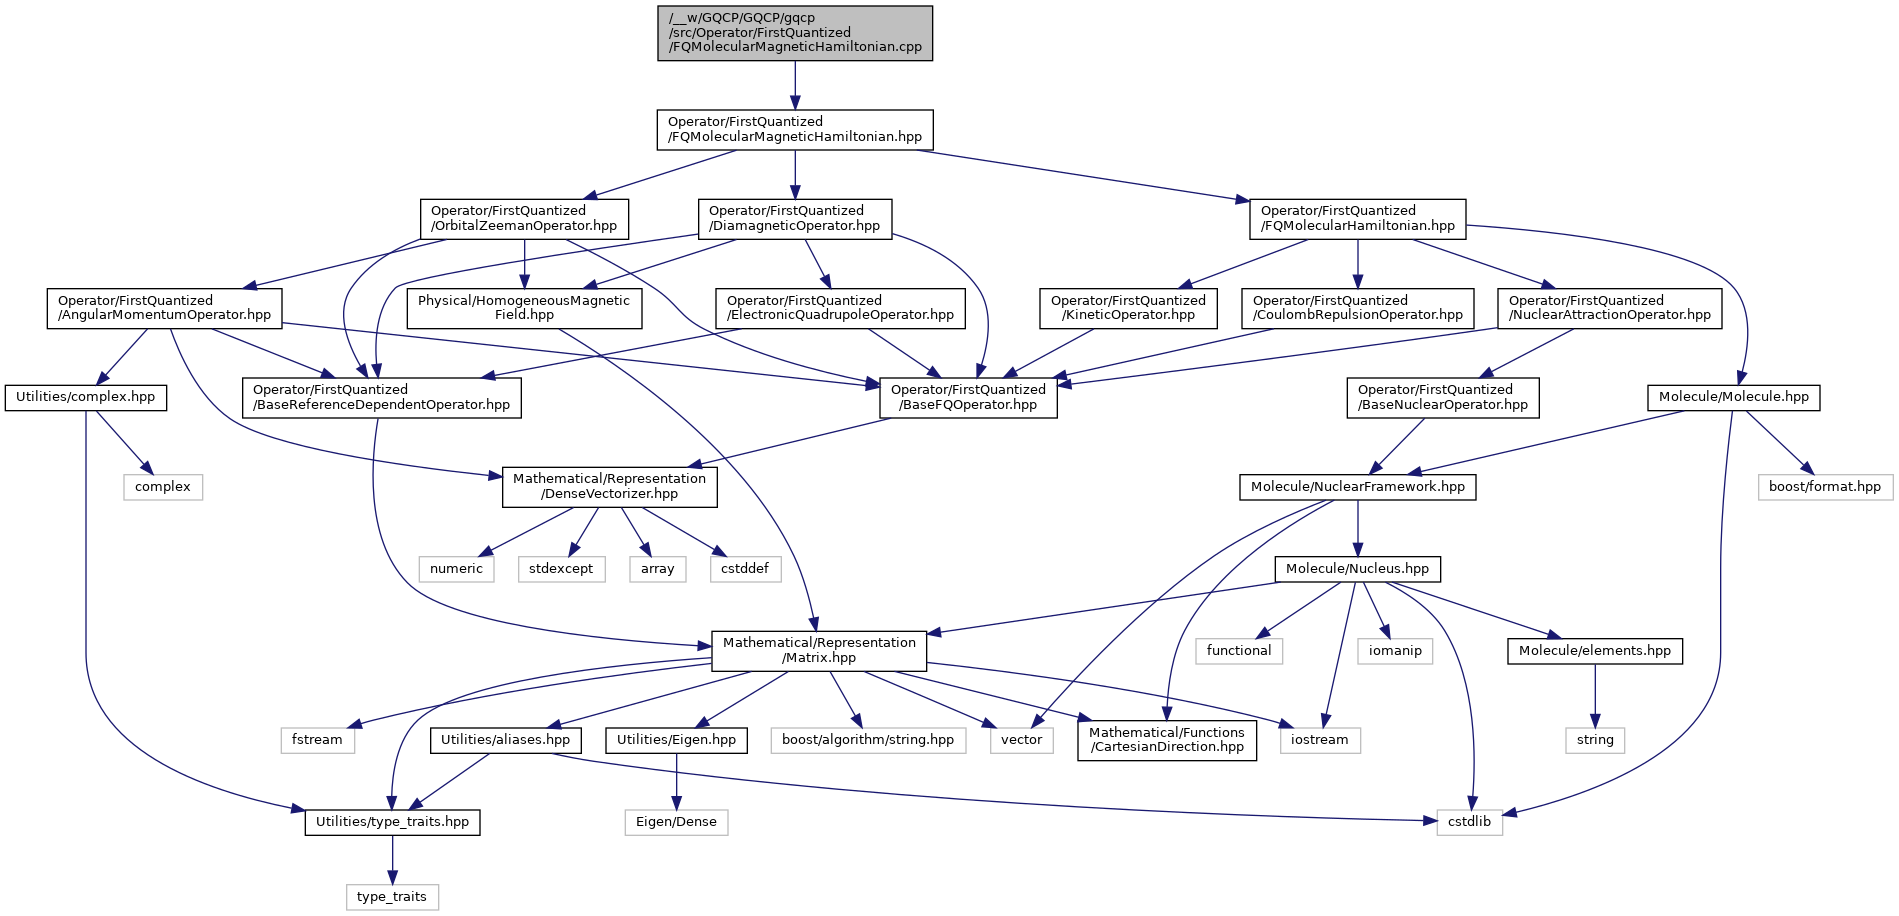 /__w/GQCP/GQCP/gqcp
/src/Operator/FirstQuantized
/FQMolecularMagneticHamiltonian.cpp
Operator/FirstQuantized
/FQMolecularMagneticHamiltonian.hpp
Operator/FirstQuantized
/OrbitalZeemanOperator.hpp
Operator/FirstQuantized
/DiamagneticOperator.hpp
Operator/FirstQuantized
/FQMolecularHamiltonian.hpp
Operator/FirstQuantized
/AngularMomentumOperator.hpp
Physical/HomogeneousMagnetic
Field.hpp
Operator/FirstQuantized
/ElectronicQuadrupoleOperator.hpp
Operator/FirstQuantized
/KineticOperator.hpp
Operator/FirstQuantized
/CoulombRepulsionOperator.hpp
Operator/FirstQuantized
/NuclearAttractionOperator.hpp
Utilities/complex.hpp
Operator/FirstQuantized
/BaseReferenceDependentOperator.hpp
Operator/FirstQuantized
/BaseFQOperator.hpp
Operator/FirstQuantized
/BaseNuclearOperator.hpp
Molecule/Molecule.hpp
complex
Mathematical/Representation
/DenseVectorizer.hpp
Molecule/NuclearFramework.hpp
boost/format.hpp
numeric
stdexcept
array
cstddef
Molecule/Nucleus.hpp
Mathematical/Representation
/Matrix.hpp
functional
iomanip
Molecule/elements.hpp
fstream
Utilities/aliases.hpp
Utilities/Eigen.hpp
boost/algorithm/string.hpp
vector
Mathematical/Functions
/CartesianDirection.hpp
iostream
string
Utilities/type_traits.hpp
Eigen/Dense
cstdlib
type_traits